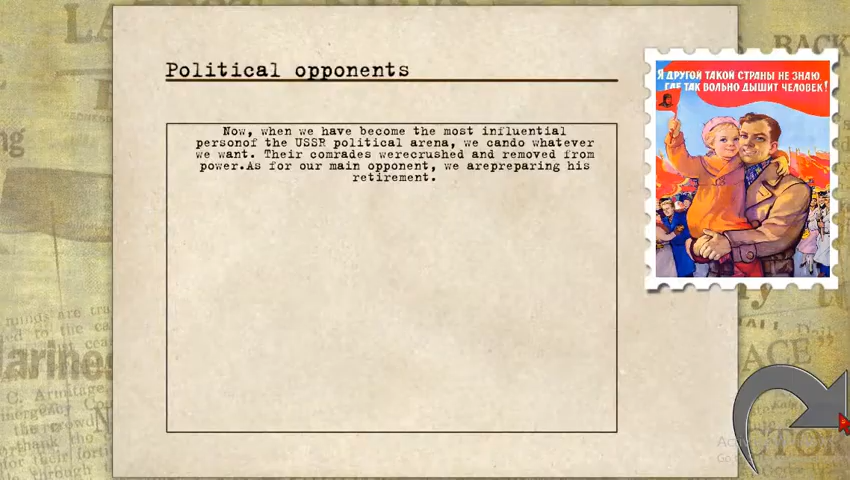 Political opponents
Now, when we have become the most influential
personof the USSR political arena, we cando whatever
we want. Their comrades werecrushed and removed from
power.As for our main opponent, we arepreparing his
retirement.
Я ДРУГОЙ ТАКОЙ СТРАНЫ НЕ ЗНАЮ
ГДЕ ТАК ВОЛЬНО ДЫШИТ ЧЕЛОВЕК!
BACK